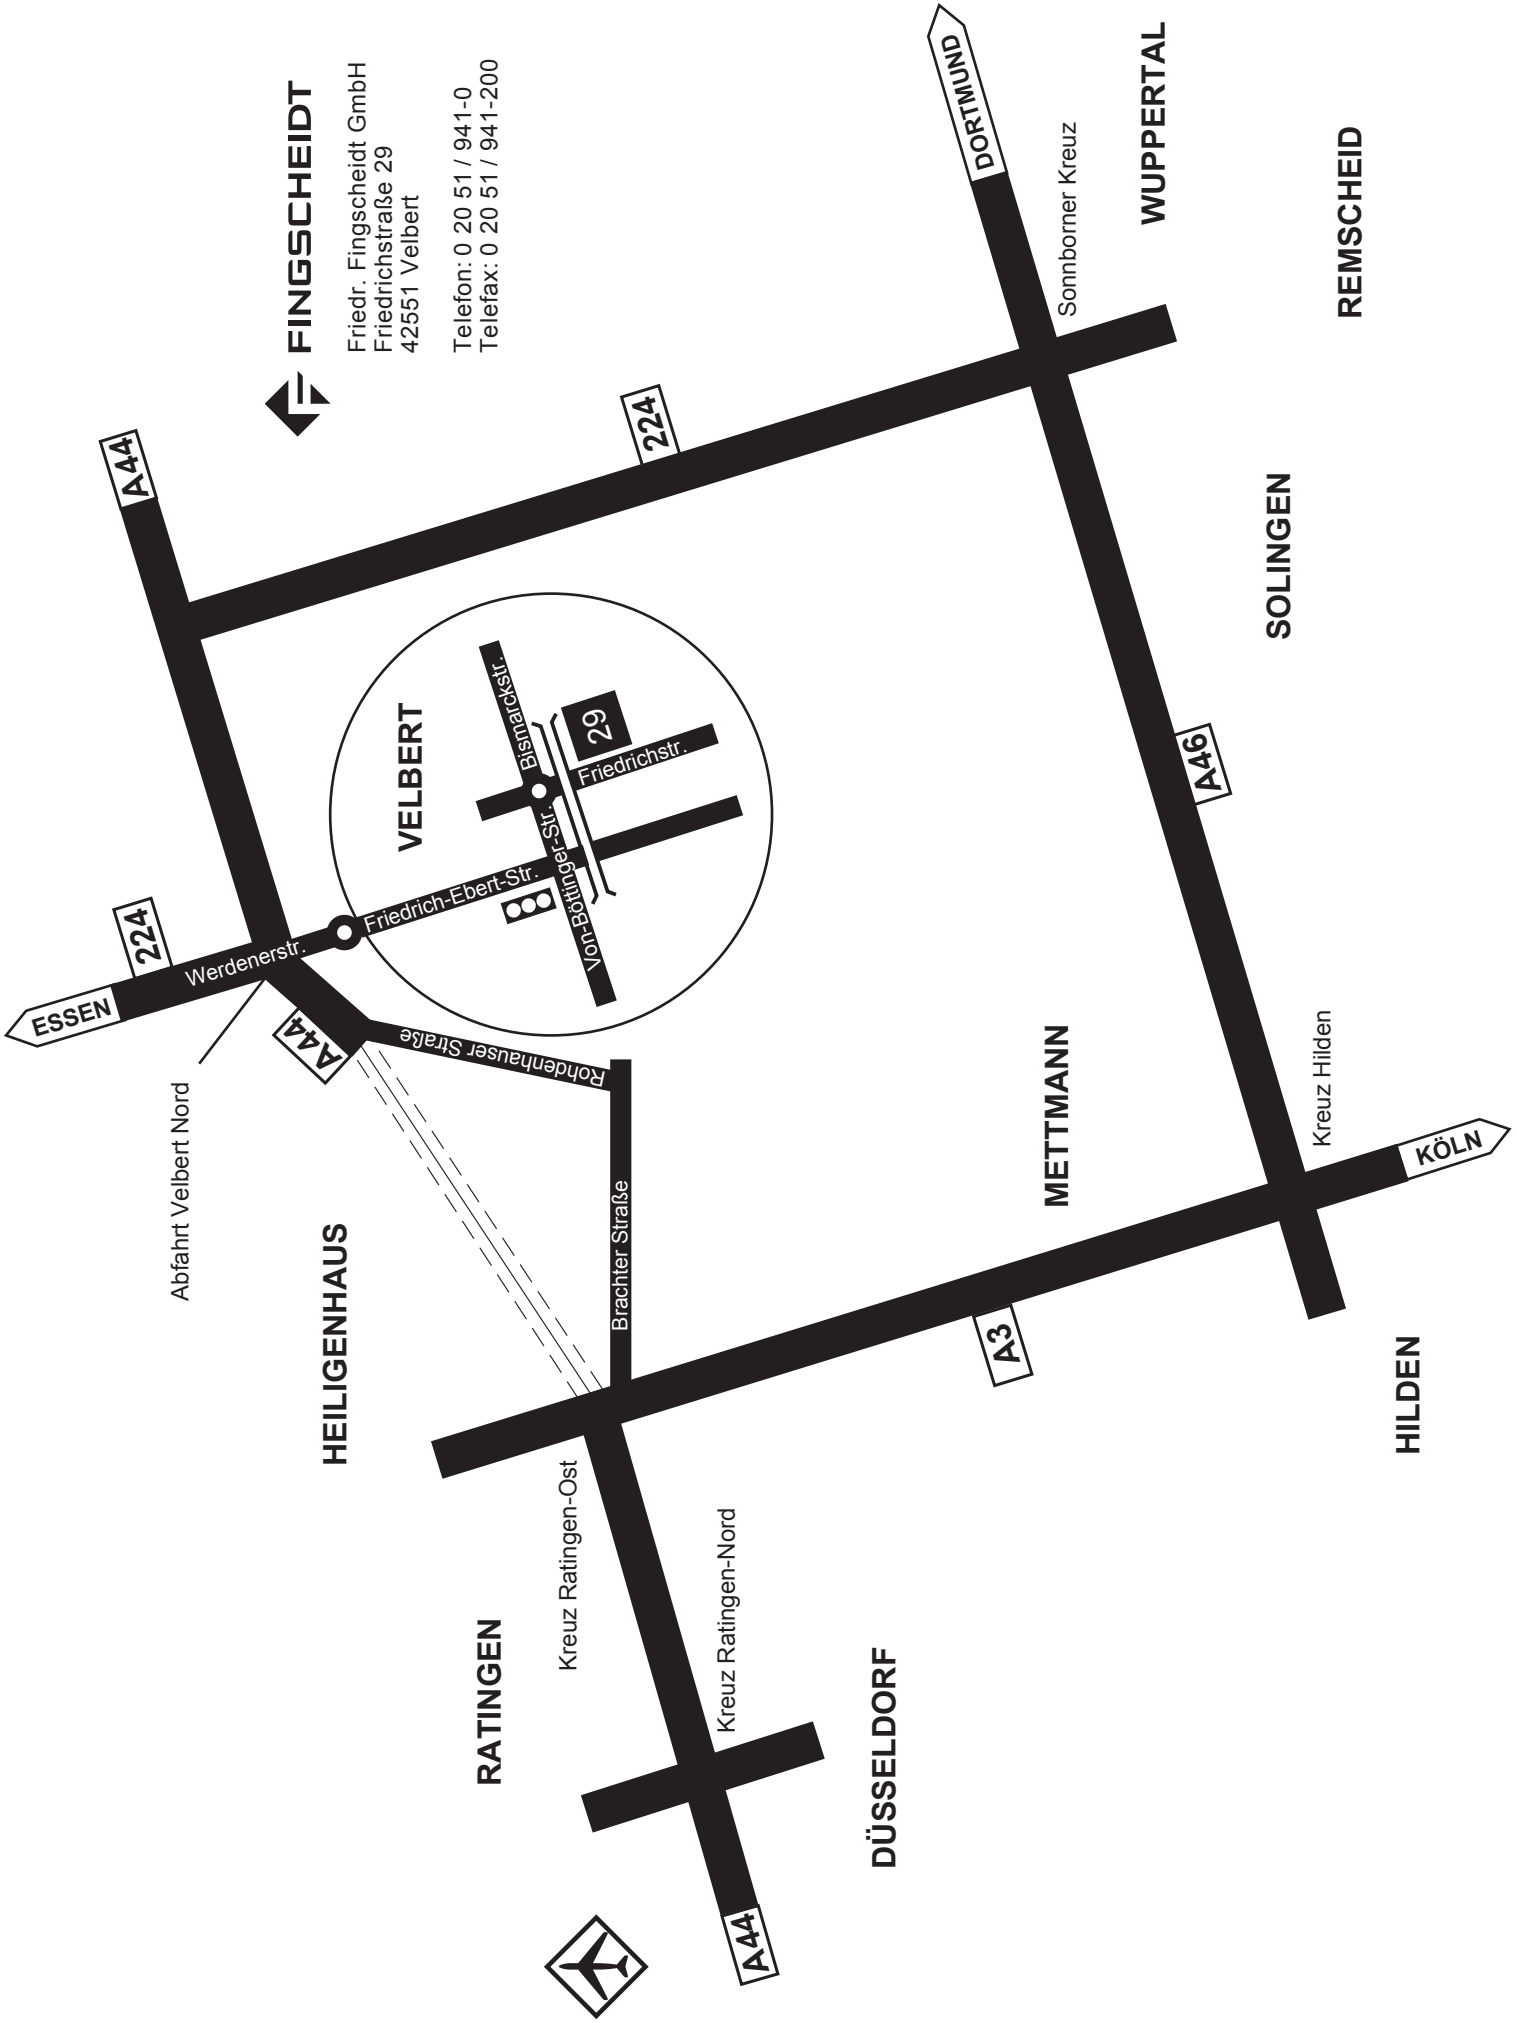 FINGSCHEIDT
Friedr. Fingscheidt GmbH
Friedrichstraße 29
42551 Velbert
Telefon: 0 20 51 / 941-0
Telefax: 0 20 51 / 941-200
ESSEN
224
Werdenerstr.
A44
Abfahrt Velbert Nord
A44
HEILIGENHAUS
Rohdenhauser Straße
Brachter Straße
VELBERT
Friedrich-Ebert-Str.
Von-Böttinger-Str.
Bismarckstr.
Friedrichstr.
29
224
RATINGEN
Kreuz Ratingen-Ost
Kreuz Ratingen-Nord
A44
DÜSSELDORF
METTMANN
A3
DORTMUND
Sonnborner Kreuz
WUPPERTAL
REMSCHEID
SOLINGEN
A46
Kreuz Hilden
KÖLN
HILDEN